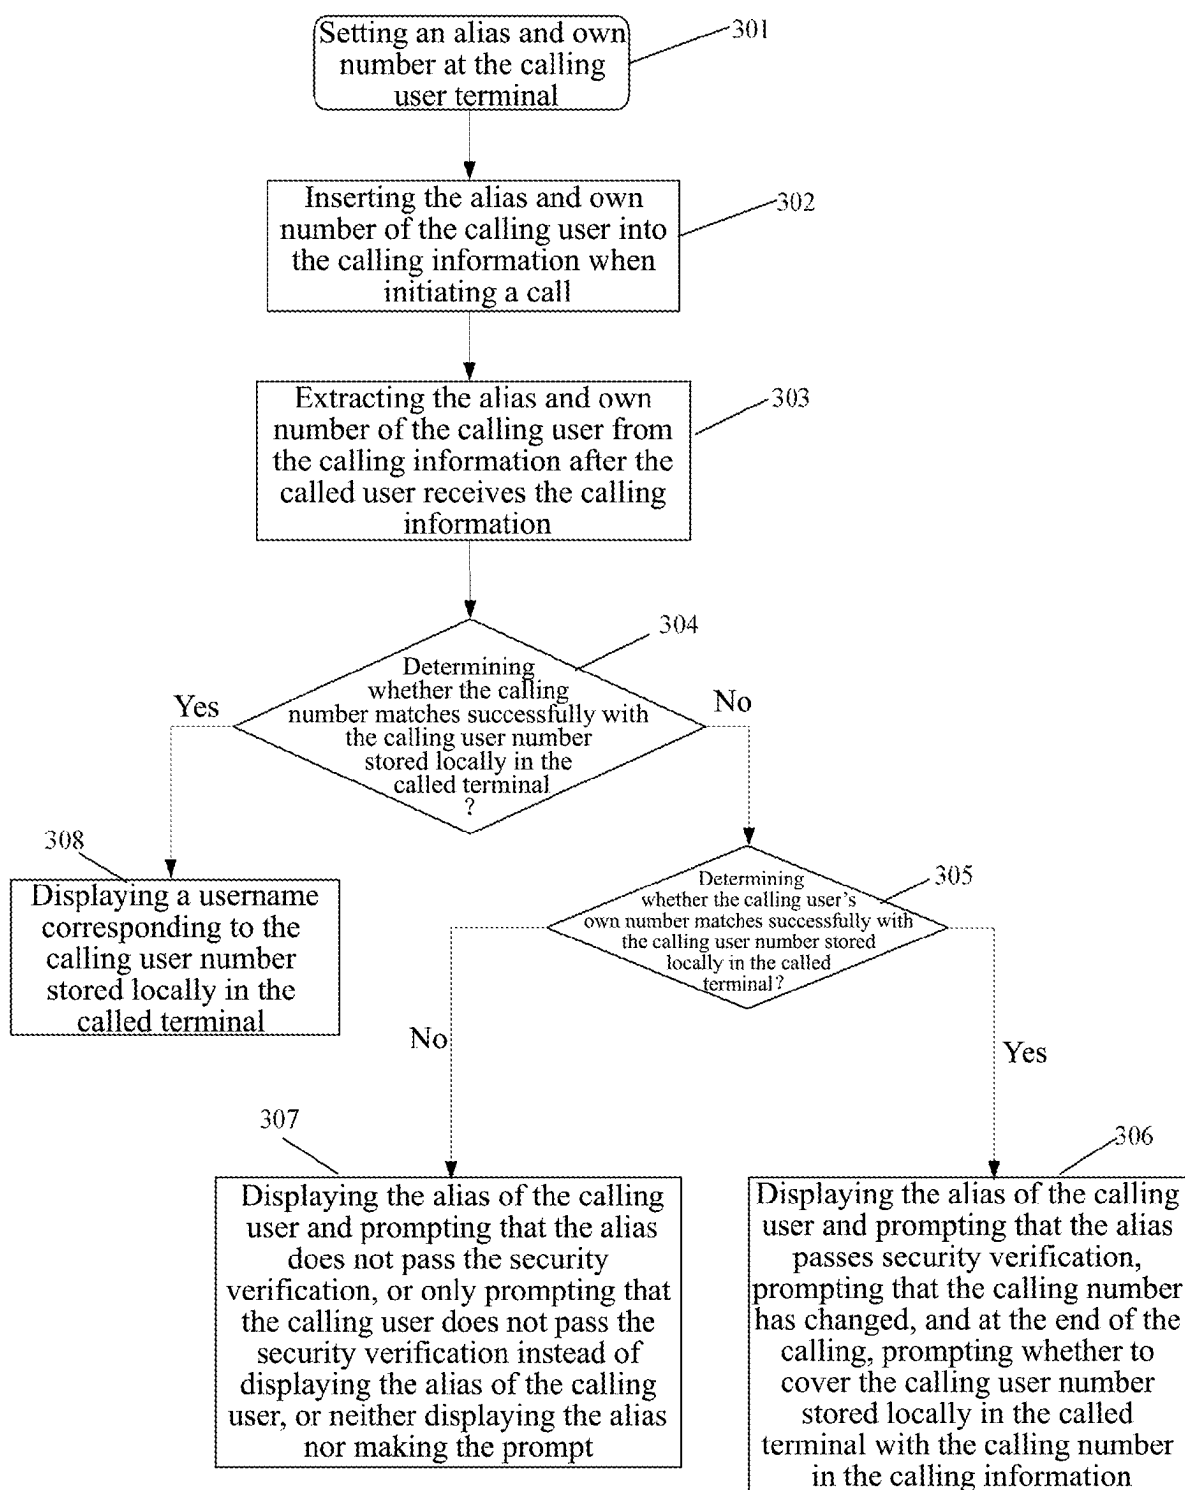 Setting an alias and own
number at the calling
user terminal
301
Inserting the alias and own
number of the calling user into
the calling information when
initiating a call
302
Extracting the alias and own
number of the calling user from
the calling information after the
called user receives the calling
information
303
304
Determining
whether the calling
number matches successfully with
the calling user number
stored locally in the
called terminal
?
Yes
No
308
Displaying a username
corresponding to the
calling user number
stored locally in the
called terminal
305
Determining
whether the calling user's
own number matches successfully with
the calling user number stored
locally in the called
terminal?
No
Yes
307
Displaying the alias of the calling
user and prompting that the alias
does not pass the security
verification, or only prompting that
the calling user does not pass the
security verification instead of
displaying the alias of the calling
user, or neither displaying the alias
nor making the prompt
306
Displaying the alias of the calling
user and prompting that the alias
passes security verification,
prompting that the calling number
has changed, and at the end of the
calling, prompting whether to
cover the calling user number
stored locally in the called
terminal with the calling number
in the calling information